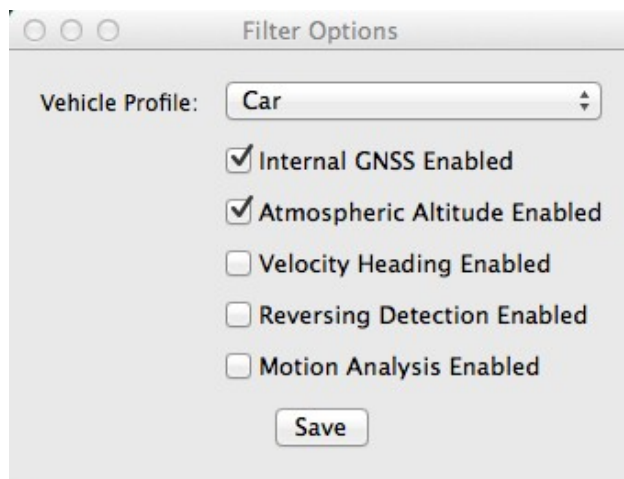 Filter Options
Vehicle Profile: Car
Internal GNSS Enabled
Atmospheric Altitude Enabled
Velocity Heading Enabled
Reversing Detection Enabled
Motion Analysis Enabled
Save